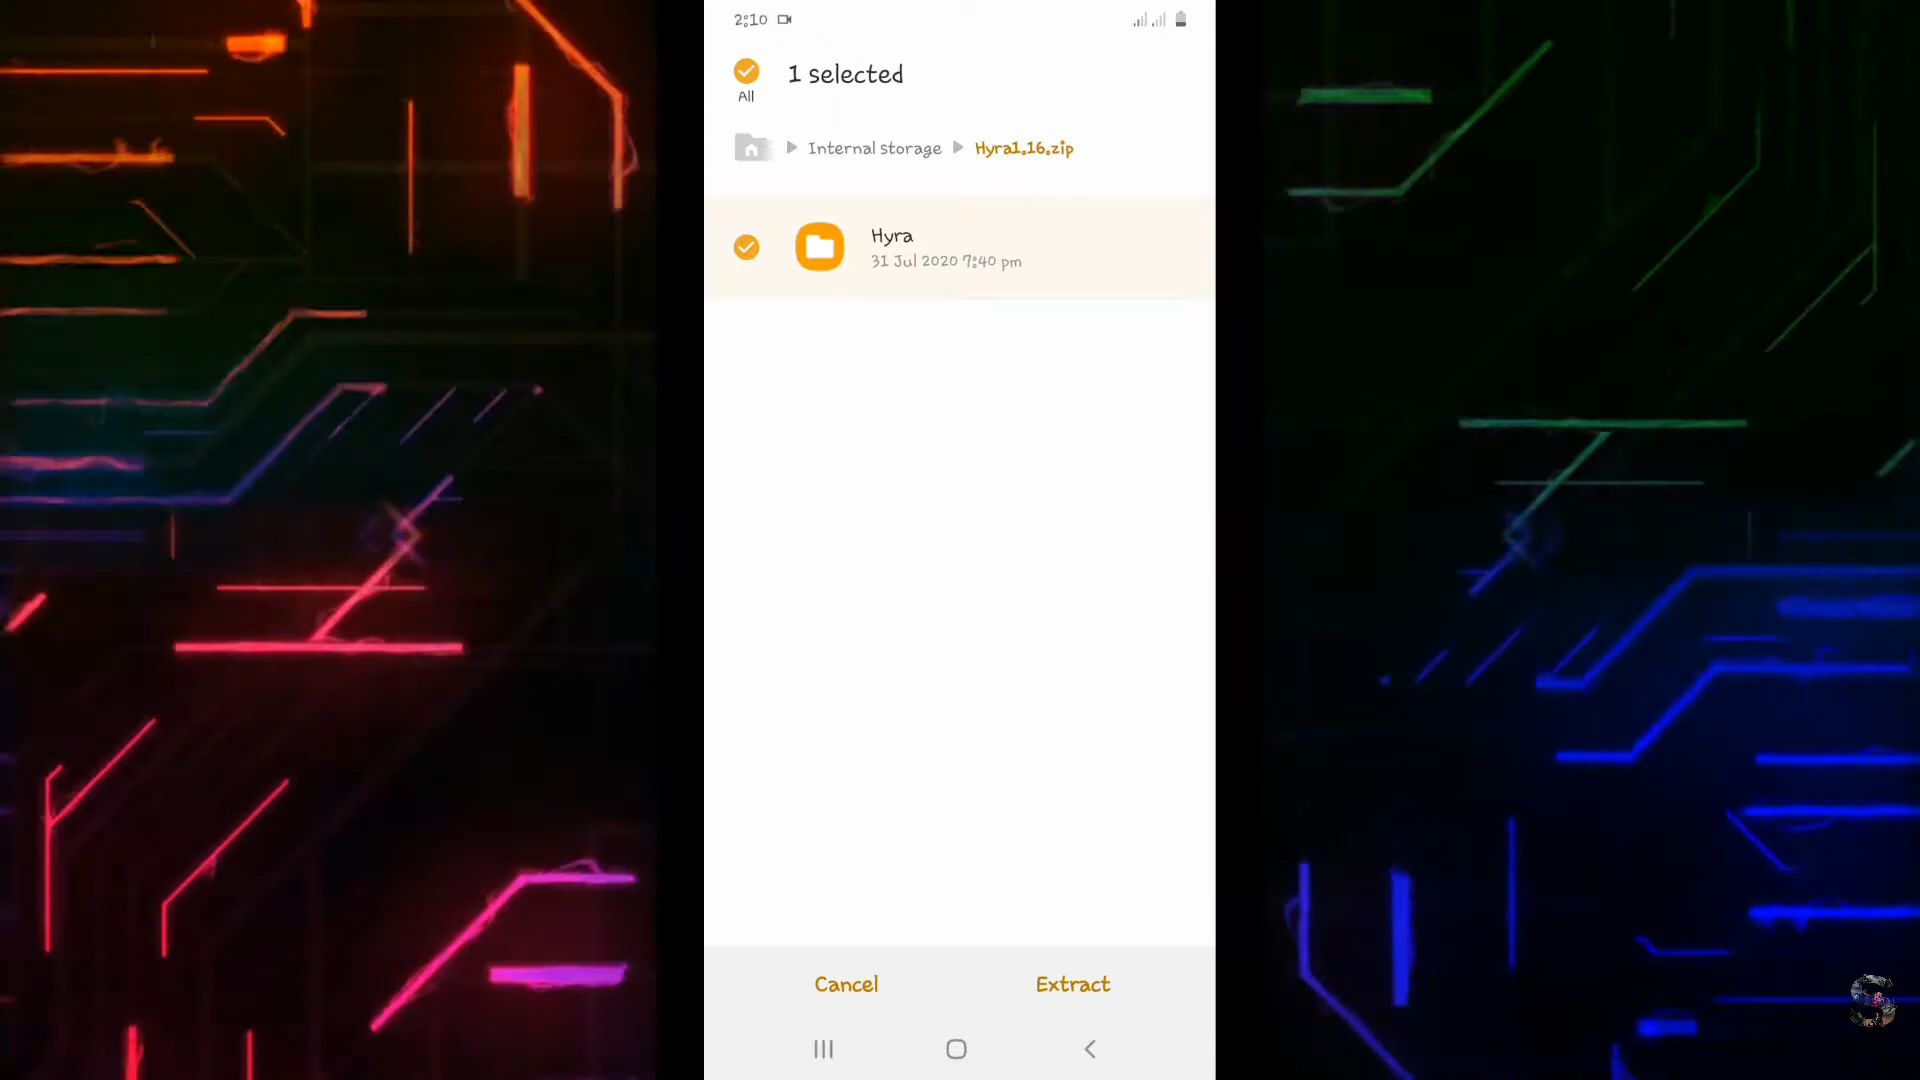 2:10
1 selected
All
Internal storage
Hyra1.16.zip
Hyra
31 Jul 2020 7:40 pm
Cancel
Extract